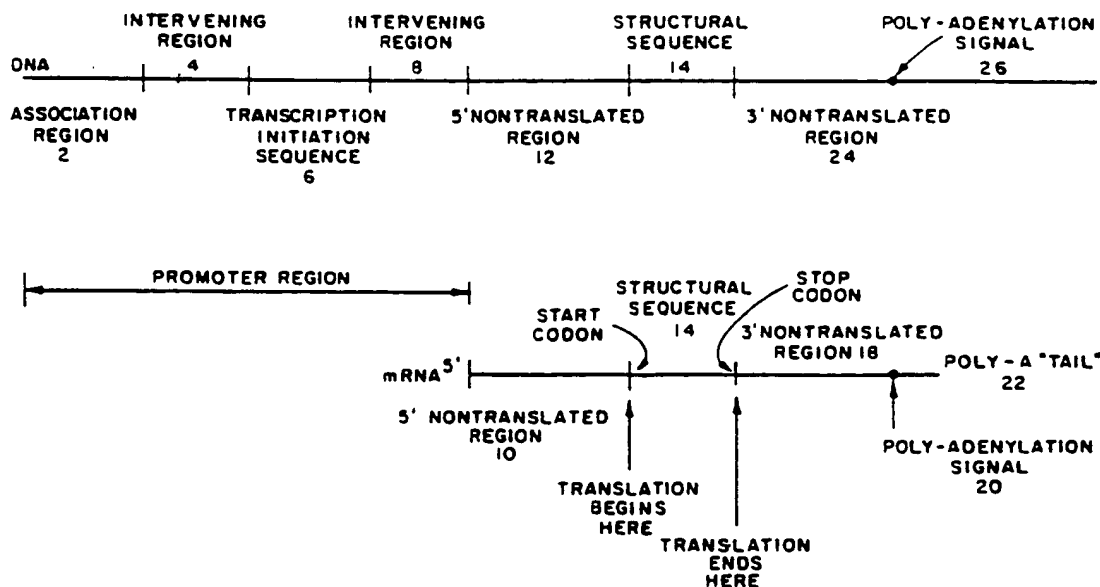 INTERVENING
REGION
4
INTERVENING
REGION
8
STRUCTURAL
SEQUENCE
14
POLY-ADENYLATION
SIGNAL
26
DNA
ASSOCIATION
REGION
2
TRANSCRIPTION
INITIATION
SEQUENCE
6
5' NONTRANSLATED
REGION
12
3' NONTRANSLATED
REGION
24
PROMOTER REGION
START
CODON
STRUCTURAL
SEQUENCE
14
STOP
CODON
3' NONTRANSLATED
REGION 18
mRNA 5'
POLY-A "TAIL"
22
5' NONTRANSLATED
REGION
10
TRANSLATION
BEGINS
HERE
TRANSLATION
ENDS
HERE
POLY-ADENYLATION
SIGNAL
20